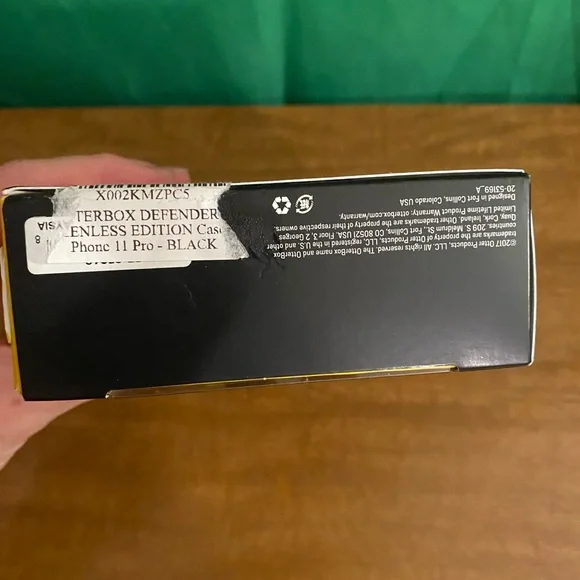 X002KMZPC5
TTERBOX DEFENDER
ENLESS EDITION Case
Phone 11 Pro - BLACK
SIA
8
©2017 Otter Products, LLC. All rights reserved. The OtterBox name and OtterBox
trademarks are the property of Otter Products, LLC, registered in the U.S. and other
countries. 209 S. Meldrum St., Fort Collins, CO 80521 USA. Floor 2, 3 Georges
Quay, Cork, Ireland. Other trademarks are the property of their respective owners.
Limited Lifetime Product Warranty: otterbox.com/warranty.
Designed in Fort Collins, Colorado USA
20-53169_A